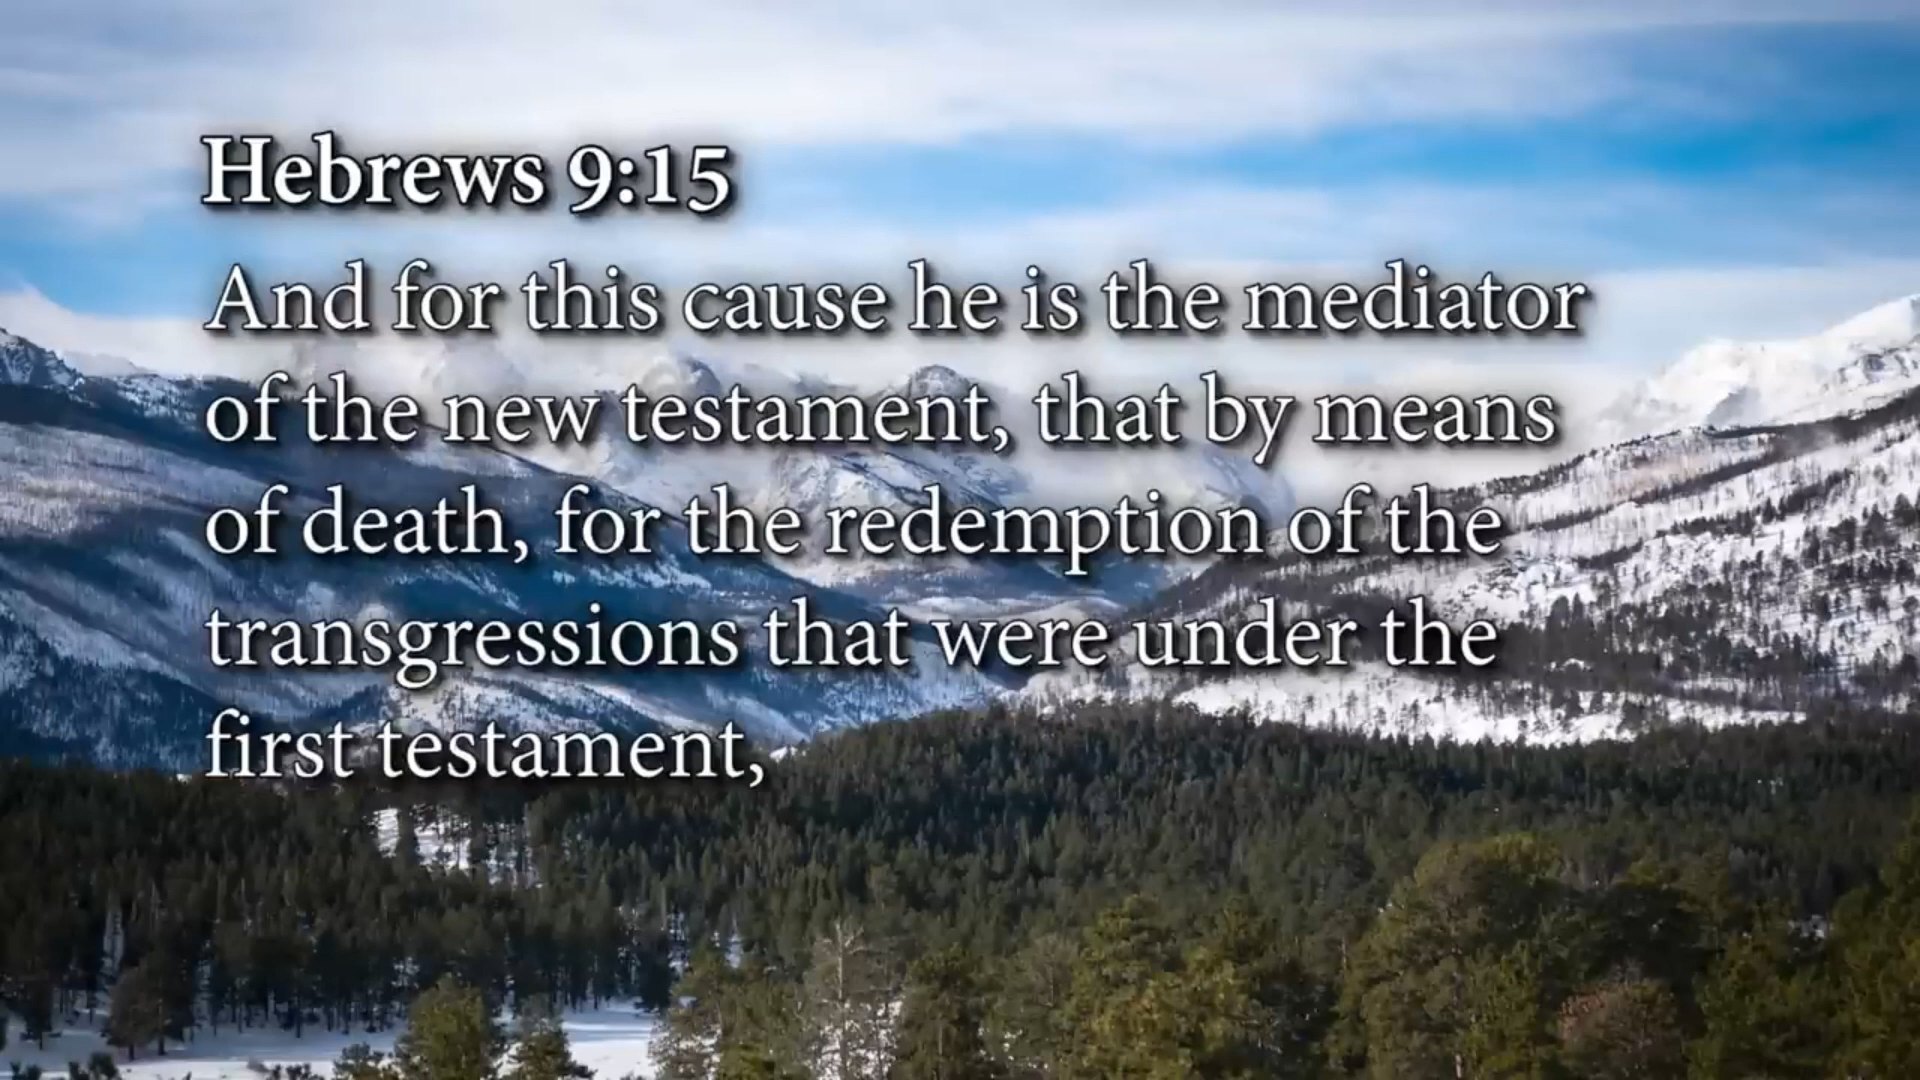 Hebrews 9:15
And for this cause he is the mediator
of the new testament, that by means
of death, for the redemption of the
transgressions that were under the
first testament,